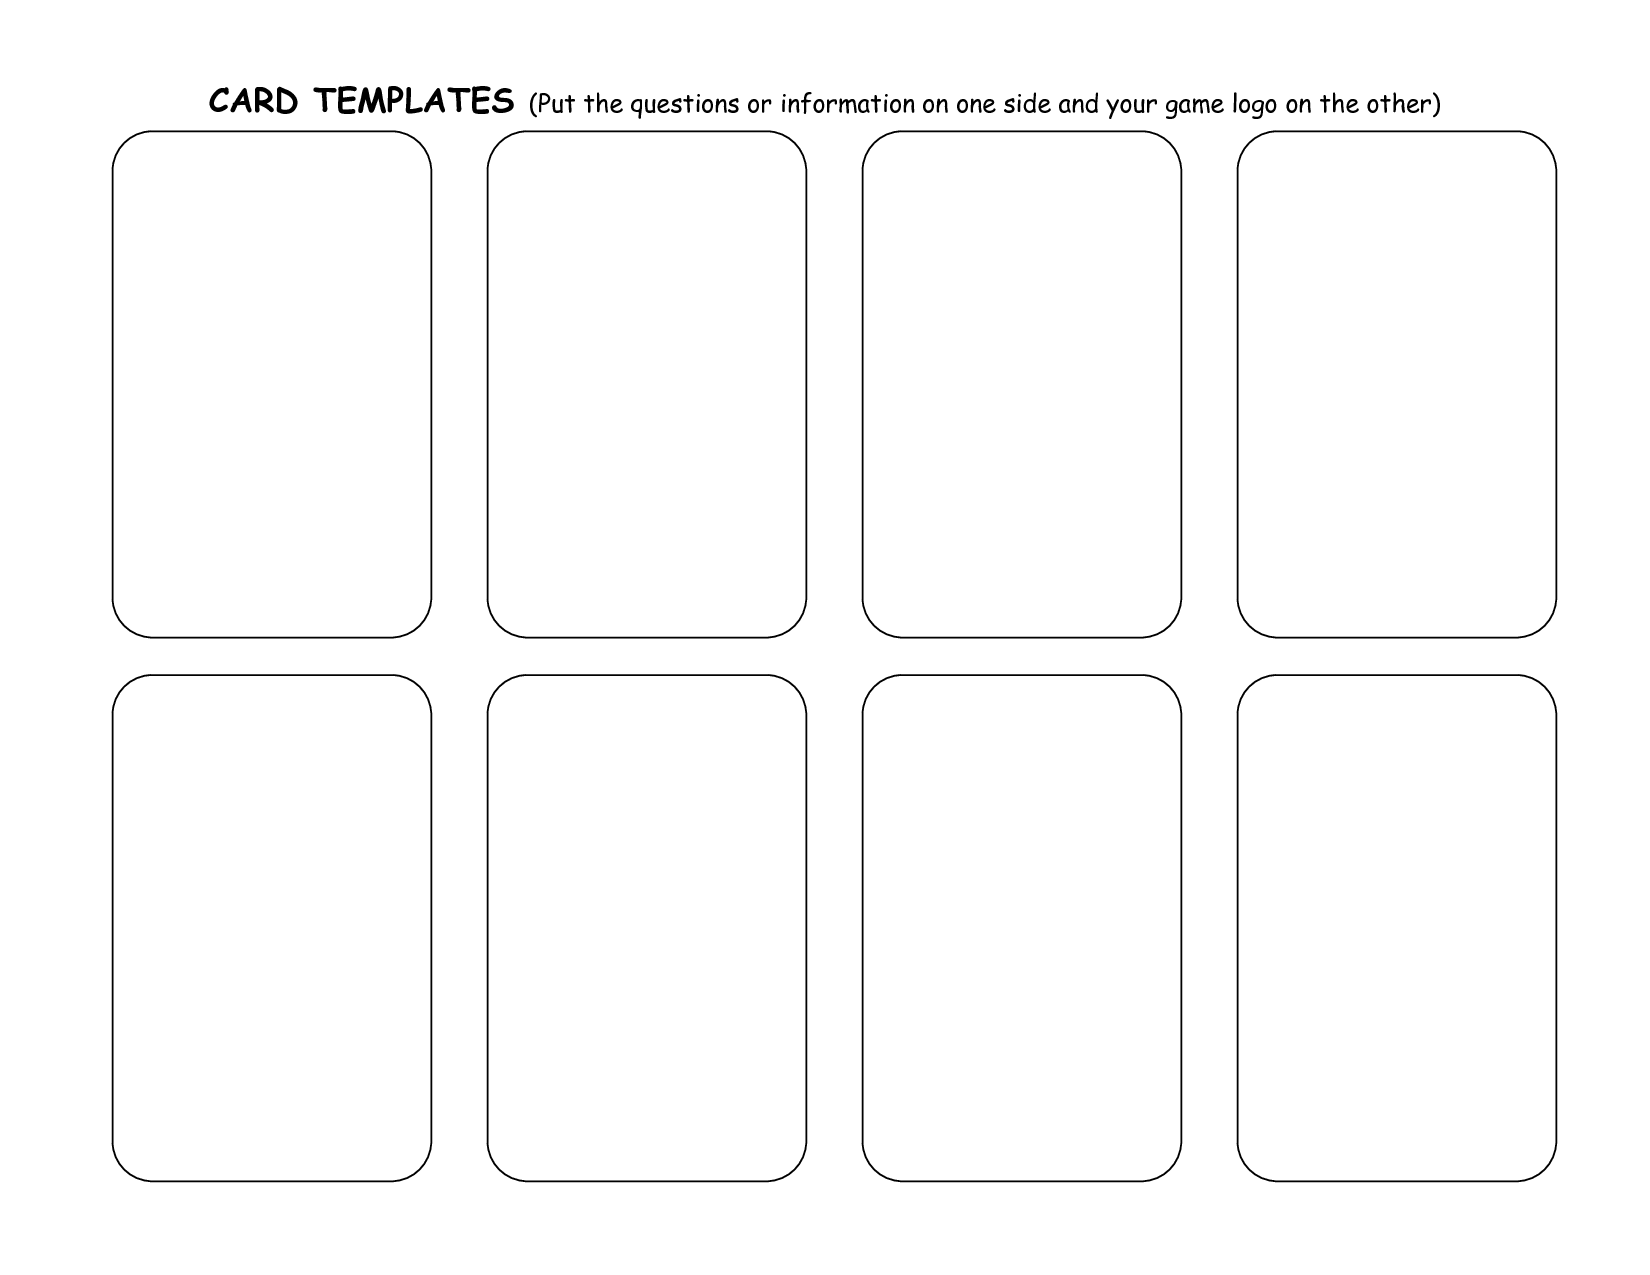 CARD TEMPLATES (Put the questions or information on one side and your game logo on the other)